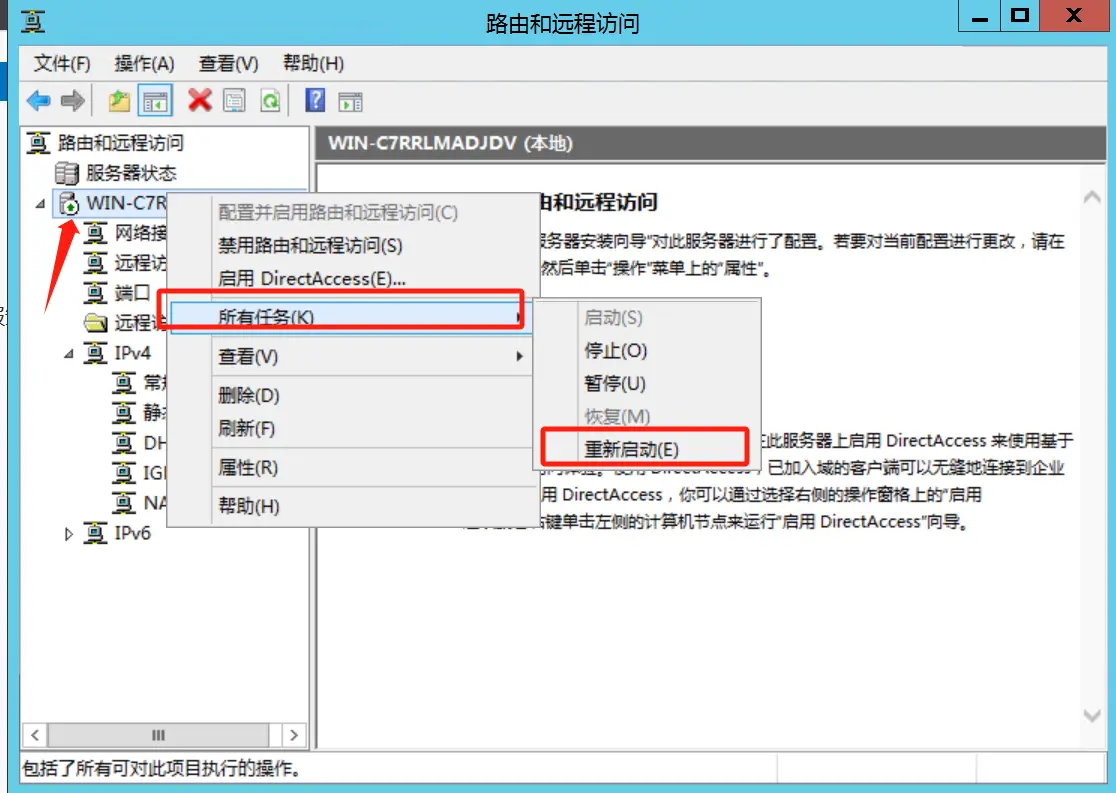 路由和远程访问
文件(F) 操作(A) 查看(V) 帮助(H)
路由和远程访问
服务器状态
WIN-C7R
网络接
远程访
端口
远程访
IPv4
常规
静态
DH
IGI
NA
IPv6
配置并启用路由和远程访问(C)
禁用路由和远程访问(S)
启用 DirectAccess(E)...
所有任务(K)
查看(V)
删除(D)
刷新(F)
属性(R)
帮助(H)
启动(S)
停止(O)
暂停(U)
恢复(M)
重新启动(E)
WIN-C7RRLMADJDV (本地)
由和远程访问
服务器安装向导"对此服务器进行了配置。若要对当前配置进行更改，请在
然后单击"操作"菜单上的"属性"。
此服务器上启用 DirectAccess 来使用基于
，已加入域的客户端可以无缝地连接到企业
用 DirectAccess，你可以通过选择右侧的操作窗格上的"启用
右键单击左侧的计算机节点来运行"启用 DirectAccess"向导。
包括了所有可对此项目执行的操作。